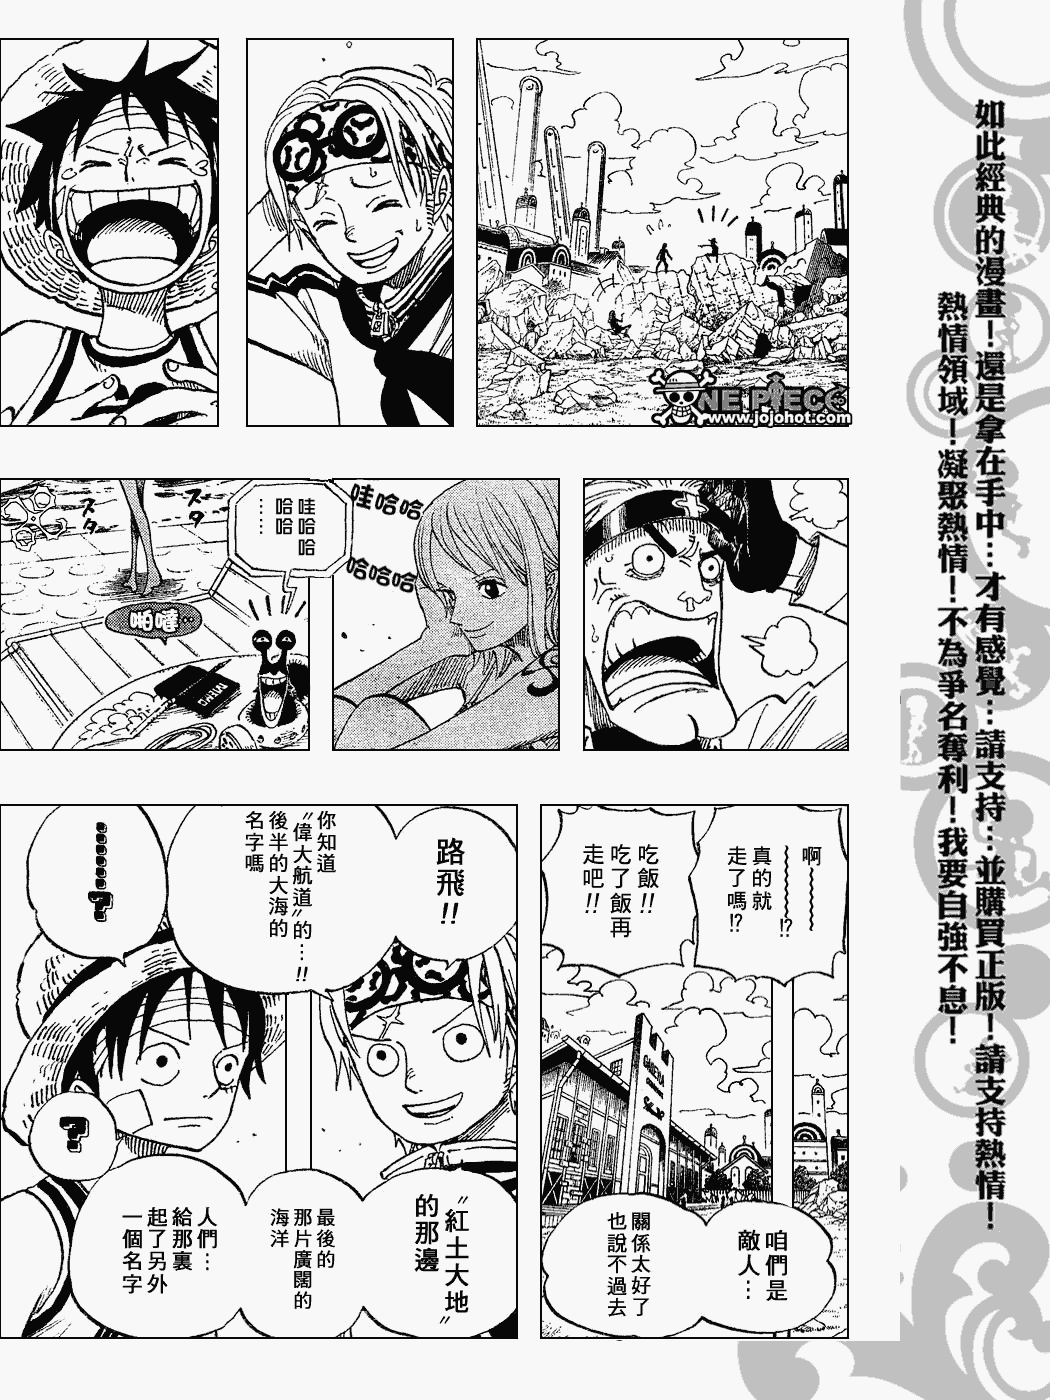 如此經典的漫畫！還是拿在手中…才有感覺…請支持…並購買正版！請支持熱情！
熱情領域！凝聚熱情！不為爭名奪利！我要自強不息！
ONE PIECE
www.jojohot.com
哇哈哈
哈哈哈
哇哈哈哈
哈哈
……
スタ
スタ
啪嘻…
啊
~~~~!?
真的就
走了嗎!?
吃飯!!
吃了飯再
走吧!!
GALLEILA
咱們是
敵人…
關係太好了
也說不過去
路飛!!
你知道
〝偉大航道〞的…!!
後半的大海的
名字嗎
………?
?
〝紅土大地〞
的那邊
最後的
那片廣闊的
海洋
人們…
給那裏
起了另外
一個名字